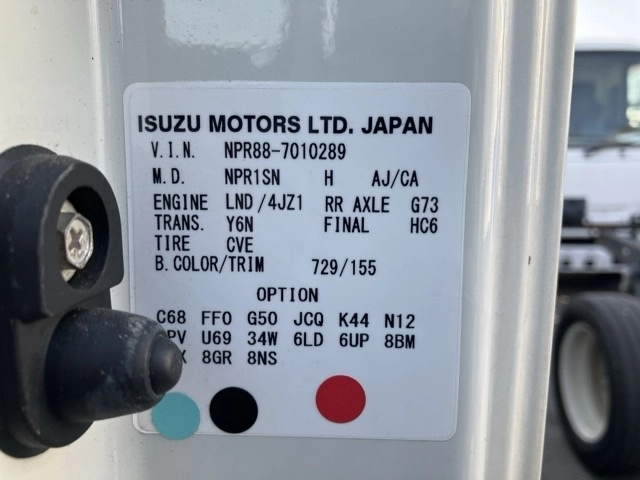 ISUZU MOTORS LTD. JAPAN
V.I.N. NPR88-7010289
M.D. NPR1SN H AJ/CA
ENGINE LND/4JZ1 RR AXLE G73
TRANS. Y6N FINAL HC6
TIRE CVE
B.COLOR/TRIM 729/155
OPTION
C68 FF0 G50 JCQ K44 N12
U69 34W 6LD 6UP 8BM
8GR 8NS